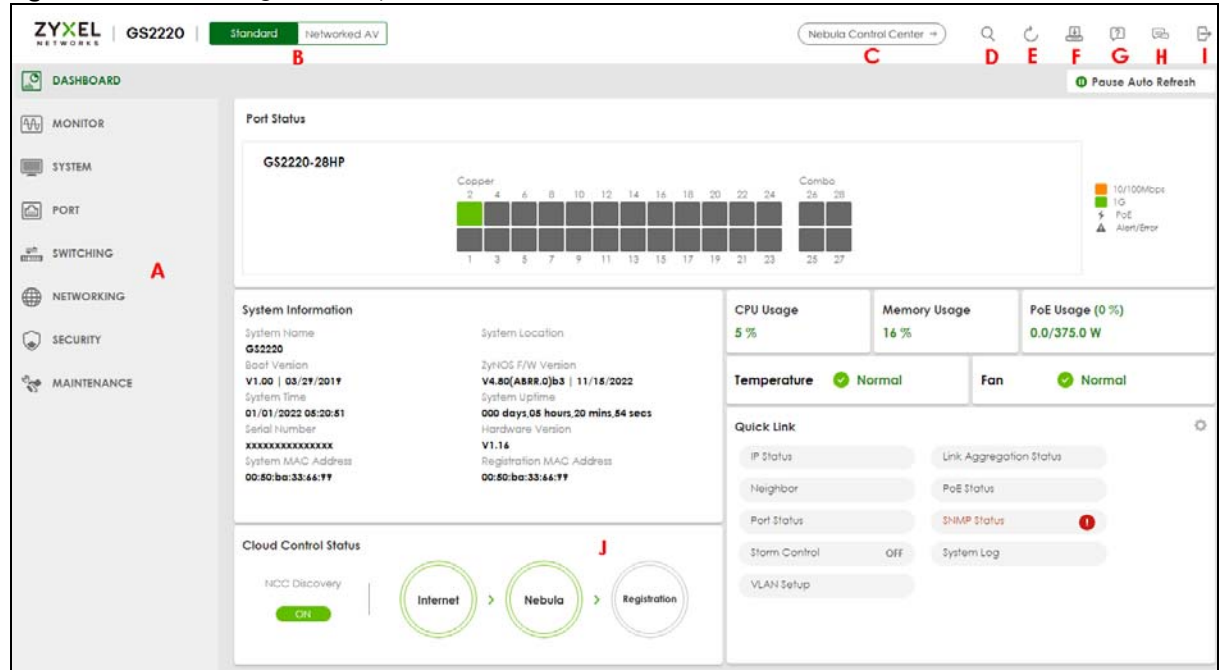 ZYXEL NETWORKS | GS2220 | Standard Networked AV Nebula Control Center →
B C D E F G H I
DASHBOARD Pause Auto Refresh
MONITOR
SYSTEM
PORT
SWITCHING
A
NETWORKING
SECURITY
MAINTENANCE
Port Status
GS2220-28HP
Copper Combo
2 4 6 8 10 12 14 16 18 20 22 24 26 28
1 3 5 7 9 11 13 15 17 19 21 23 25 27
10/100Mbps
1G
PoE
Alert/Error
System Information
System Name System Location
GS2220
Boot Version ZyNOS F/W Version
V1.00 | 03/29/2019 V4.80(ABRR.0)b3 | 11/15/2022
System Time System Uptime
01/01/2022 05:20:51 000 days,05 hours,20 mins,54 secs
Serial Number Hardware Version
xxxxxxxxxxxxxxx V1.16
System MAC Address Registration MAC Address
00:50:ba:33:66:99 00:50:ba:33:66:99
CPU Usage Memory Usage PoE Usage (0 %)
5 % 16 % 0.0/375.0 W
Temperature Normal Fan Normal
Quick Link
IP Status Link Aggregation Status
Neighbor PoE Status
Port Status SNMP Status !
Storm Control OFF System Log
VLAN Setup
Cloud Control Status J
NCC Discovery
ON
Internet > Nebula > Registration